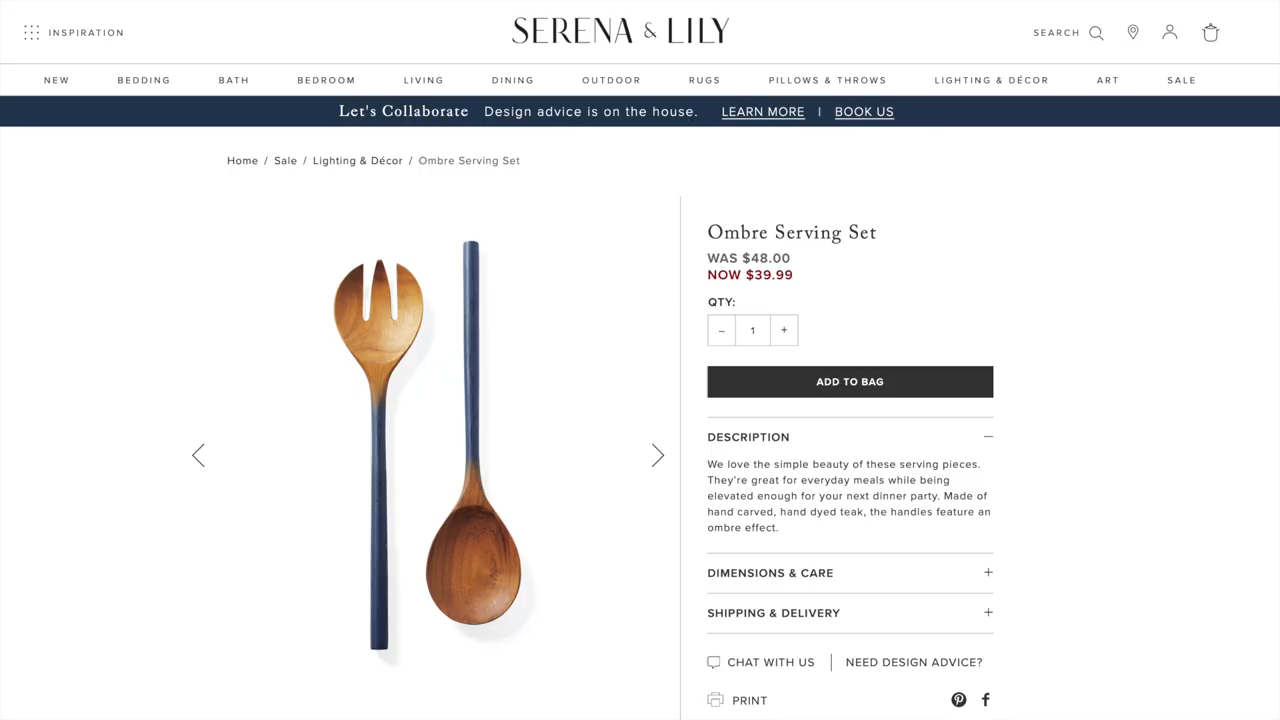 INSPIRATION
SERENA & LILY
SEARCH
NEW BEDDING BATH BEDROOM LIVING DINING OUTDOOR RUGS PILLOWS & THROWS LIGHTING & DÉCOR ART SALE
Let's Collaborate Design advice is on the house. LEARN MORE | BOOK US
Home / Sale / Lighting & Décor / Ombre Serving Set
Ombre Serving Set
WAS $48.00
NOW $39.99
QTY:
– 1 +
ADD TO BAG
DESCRIPTION –
We love the simple beauty of these serving pieces.
They're great for everyday meals while being
elevated enough for your next dinner party. Made of
hand carved, hand dyed teak, the handles feature an
ombre effect.
DIMENSIONS & CARE +
SHIPPING & DELIVERY +
CHAT WITH US | NEED DESIGN ADVICE?
PRINT